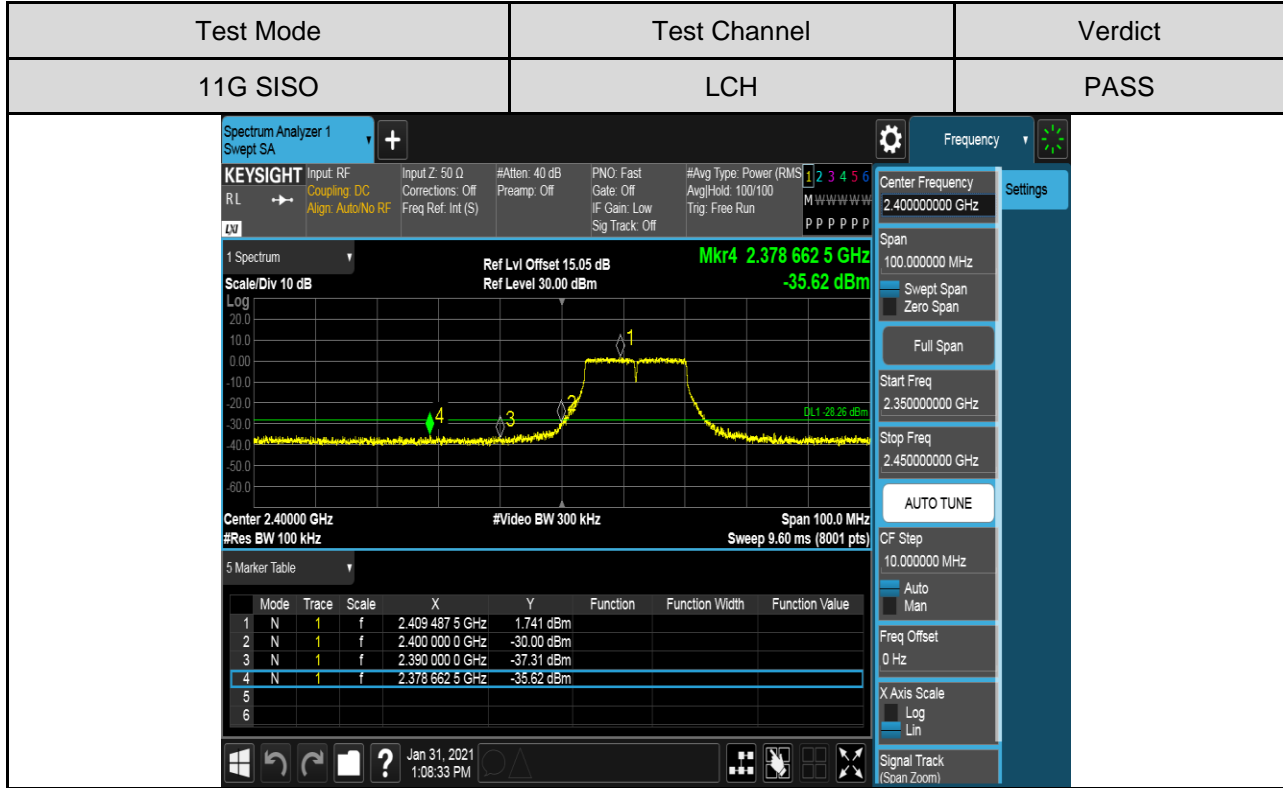 Test Mode Test Channel Verdict
11G SISO LCH PASS
Spectrum Analyzer 1
Swept SA
+
Frequency
KEYSIGHT Input: RF Input Z: 50 Ω #Atten: 40 dB PNO: Fast #Avg Type: Power (RMS 1 2 3 4 5 6
RL Coupling: DC Corrections: Off Preamp: Off Gate: Off Avg|Hold: 100/100 M W W W W W
Align: Auto/No RF Freq Ref: Int (S) IF Gain: Low Trig: Free Run
LXI Sig Track: Off P P P P P P
1 Spectrum Ref Lvl Offset 15.05 dB Mkr4 2.378 662 5 GHz
Scale/Div 10 dB Ref Level 30.00 dBm -35.62 dBm
Log
20.0
10.0
0.00
-10.0
-20.0
-30.0
-40.0
-50.0
-60.0
1
2
3
4
DL1 -28.26 dBm
Center 2.40000 GHz #Video BW 300 kHz Span 100.0 MHz
#Res BW 100 kHz Sweep 9.60 ms (8001 pts)
5 Marker Table
Mode Trace Scale X Y Function Function Width Function Value
1 N 1 f 2.409 487 5 GHz 1.741 dBm
2 N 1 f 2.400 000 0 GHz -30.00 dBm
3 N 1 f 2.390 000 0 GHz -37.31 dBm
4 N 1 f 2.378 662 5 GHz -35.62 dBm
5
6
? Jan 31, 2021
1:08:33 PM
Center Frequency
2.400000000 GHz
Settings
Span
100.000000 MHz
Swept Span
Zero Span
Full Span
Start Freq
2.350000000 GHz
Stop Freq
2.450000000 GHz
AUTO TUNE
CF Step
10.000000 MHz
Auto
Man
Freq Offset
0 Hz
X Axis Scale
Log
Lin
Signal Track
(Span Zoom)